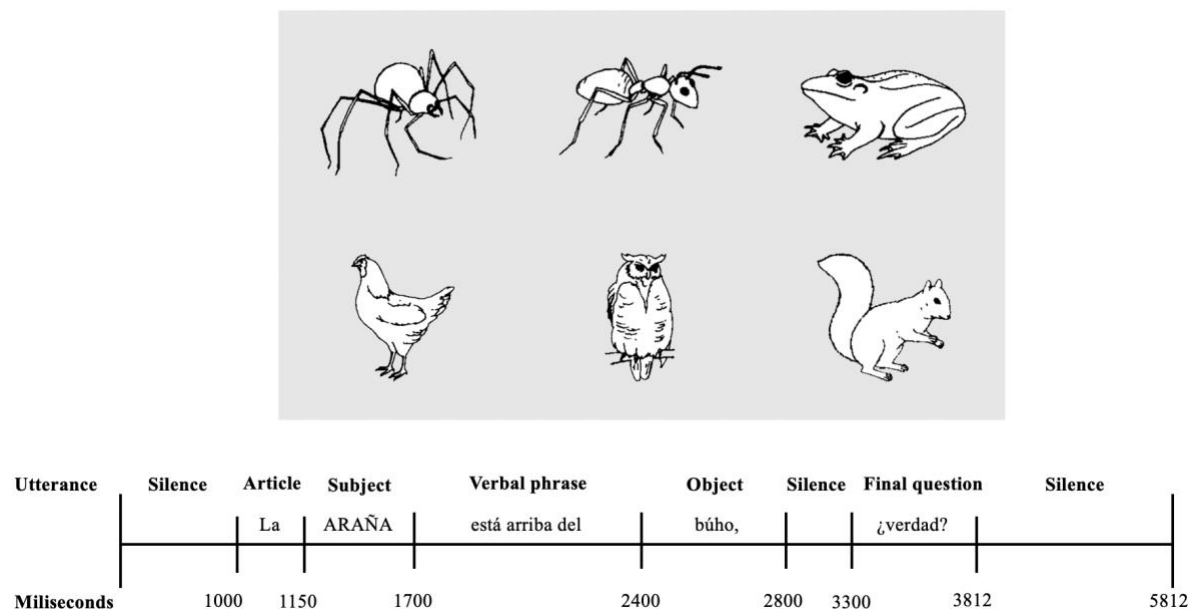 Utterance Silence Article Subject Verbal phrase Object Silence Final question Silence
La ARAÑA está arriba del búho, ¿verdad?
Miliseconds 1000 1150 1700 2400 2800 3300 3812 5812